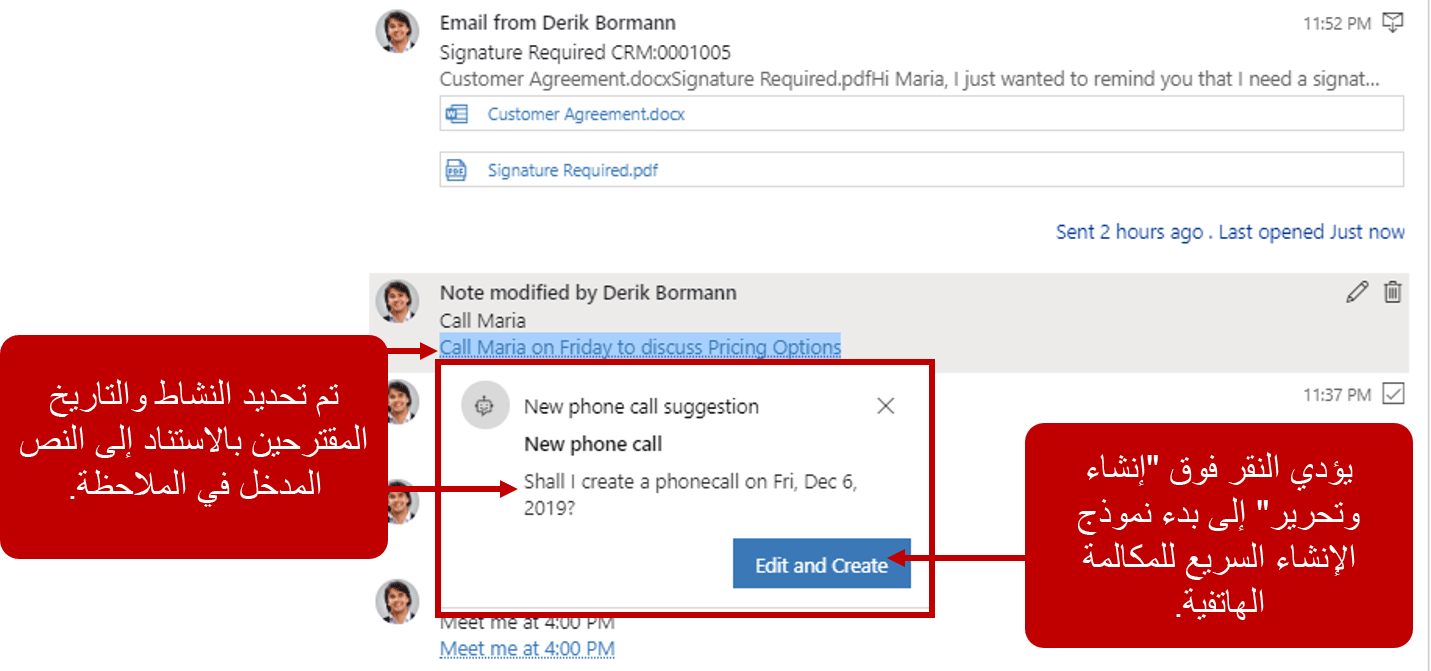 Email from Derik Bormann
11:52 PM
Signature Required CRM:0001005
Customer Agreement.docxSignature Required.pdfHi Maria, I just wanted to remind you that I need a signat...
Customer Agreement.docx
Signature Required.pdf
Sent 2 hours ago . Last opened Just now
Note modified by Derik Bormann
Call Maria
Call Maria on Friday to discuss Pricing Options
تم تحديد النشاط والتاريخ
المقترحين بالاستناد إلى النص
المدخل في الملاحظة.
11:37 PM
New phone call suggestion
New phone call
Shall I create a phonecall on Fri, Dec 6,
2019?
Edit and Create
يؤدي النقر فوق "إنشاء
وتحرير" إلى بدء نموذج
الإنشاء السريع للمكالمة
الهاتفية.
Meet me at 4:00 PM
Meet me at 4:00 PM